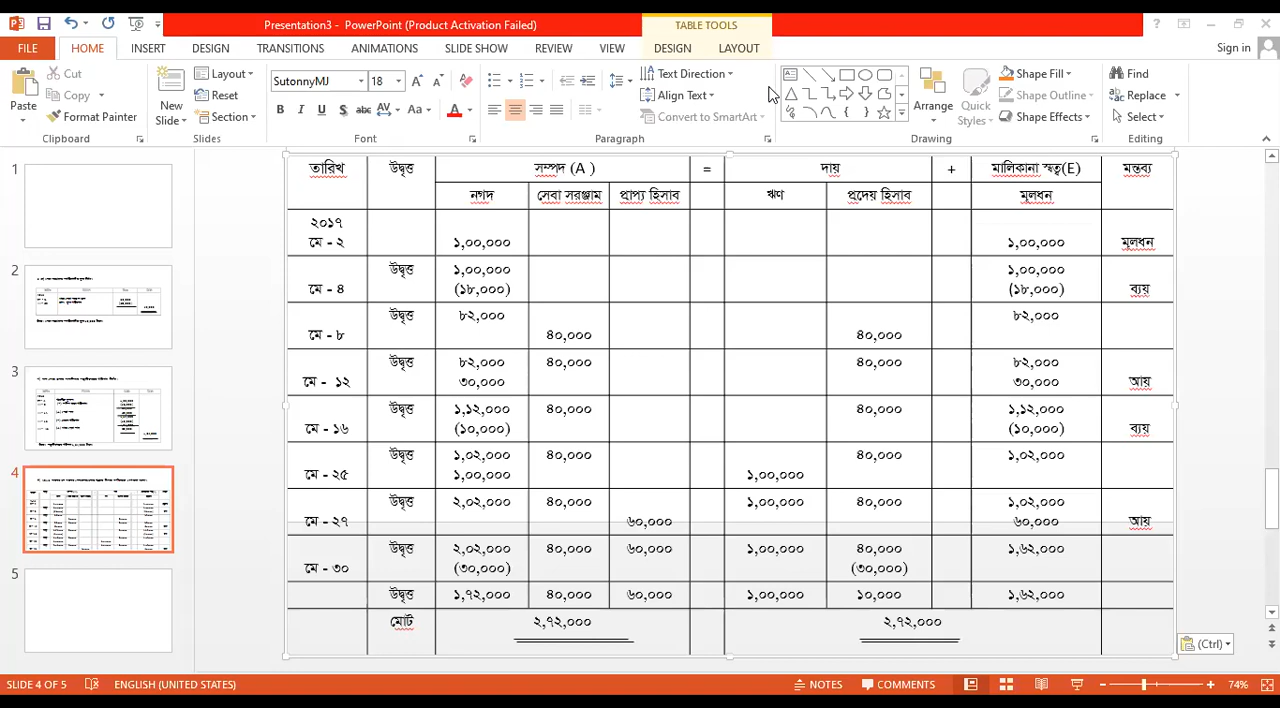 Presentation3 - PowerPoint (Product Activation Failed)
TABLE TOOLS
FILE HOME INSERT DESIGN TRANSITIONS ANIMATIONS SLIDE SHOW REVIEW VIEW DESIGN LAYOUT Sign in
Paste Cut Copy Format Painter
Clipboard
New Slide Layout Reset Section
Slides
SutonnyMJ 18
B I U S abc AV Aa A
Font
Text Direction
Align Text
Convert to SmartArt
Paragraph
Arrange Quick Styles Shape Fill Shape Outline Shape Effects
Drawing
Find
Replace
Select
Editing
1
2
3
4
5
তারিখ উদ্বৃত্ত সম্পদ (A ) = দায় + মালিকানা স্বত্ব(E) মন্তব্য
নগদ সেবা সরঞ্জাম প্রাপ্য হিসাব ঋণ প্রদেয় হিসাব মূলধন
২০১৭
মে - ২ ১,০০,০০০ ১,০০,০০০ মূলধন
উদ্বৃত্ত ১,০০,০০০ ১,০০,০০০
মে - ৪ (১৮,০০০) (১৮,০০০) ব্যয়
উদ্বৃত্ত ৮২,০০০ ৮২,০০০
মে - ৮ ৪০,০০০ ৪০,০০০
উদ্বৃত্ত ৮২,০০০ ৪০,০০০ ৪০,০০০ ৮২,০০০
মে - ১২ ৩০,০০০ ৩০,০০০ আয়
উদ্বৃত্ত ১,১২,০০০ ৪০,০০০ ৪০,০০০ ১,১২,০০০
মে - ১৬ (১০,০০০) (১০,০০০) ব্যয়
উদ্বৃত্ত ১,০২,০০০ ৪০,০০০ ৪০,০০০ ১,০২,০০০
মে - ২৫ ১,০০,০০০ ১,০০,০০০
উদ্বৃত্ত ২,০২,০০০ ৪০,০০০ ১,০০,০০০ ৪০,০০০ ১,০২,০০০
মে - ২৭ ৬০,০০০ ৬০,০০০ আয়
উদ্বৃত্ত ২,০২,০০০ ৪০,০০০ ৬০,০০০ ১,০০,০০০ ৪০,০০০ ১,৬২,০০০
মে - ৩০ (৩০,০০০) (৩০,০০০)
উদ্বৃত্ত ১,৭২,০০০ ৪০,০০০ ৬০,০০০ ১,০০,০০০ ১০,০০০ ১,৬২,০০০
মোট ২,৭২,০০০ ২,৭২,০০০
(Ctrl)
SLIDE 4 OF 5 ENGLISH (UNITED STATES) NOTES COMMENTS 74%